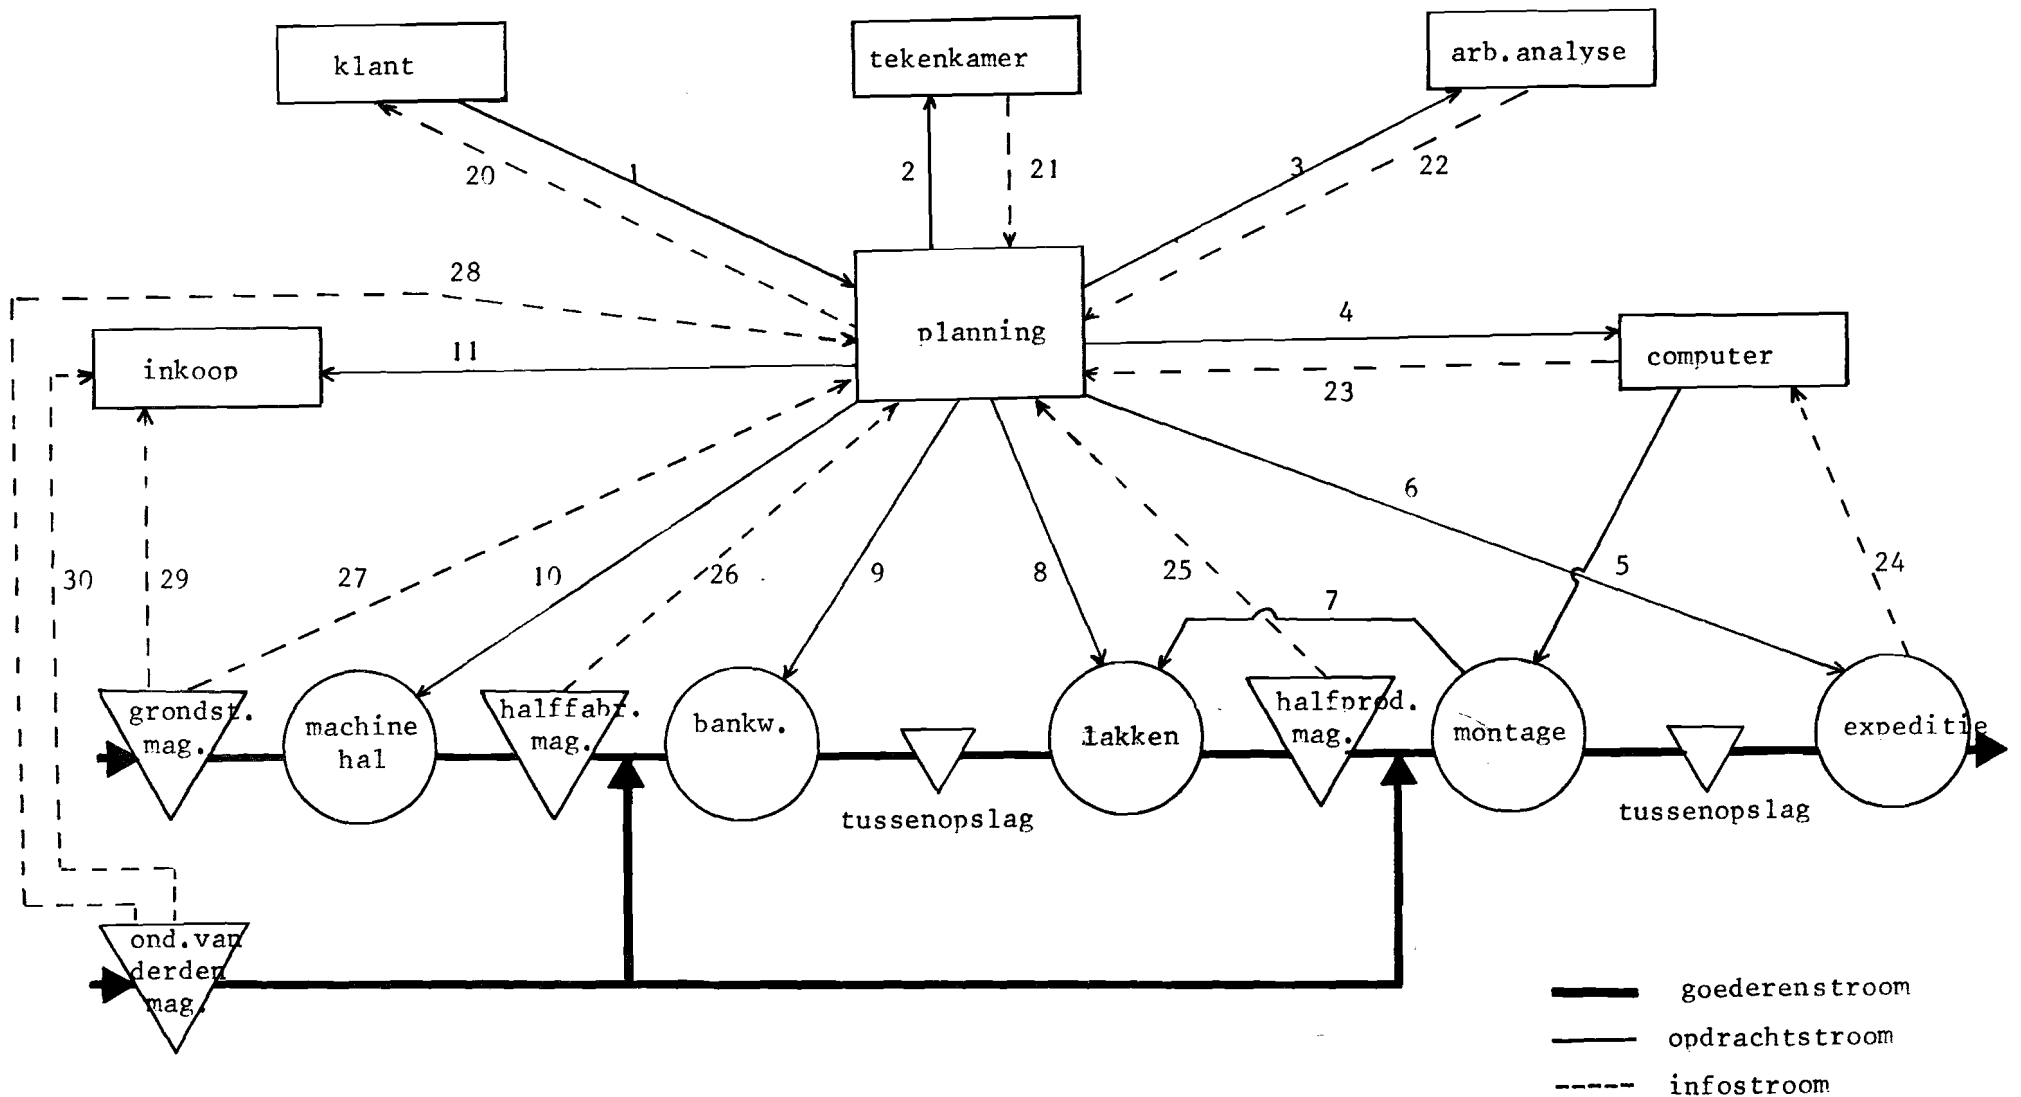 klant
tekenkamer
arb.analyse
1
20
2
21
3
22
28
4
planning
11
inkoop
computer
23
6
30
29
27
10
26
9
8
25
5
24
7
grondst.
mag.
machine
hal
halffabr.
mag.
bankw.
lakken
halfprod.
mag.
montage
expeditie
tussenopslag
tussenopslag
ond.van
derden
mag.
goederenstroom
opdrachtstroom
infostroom